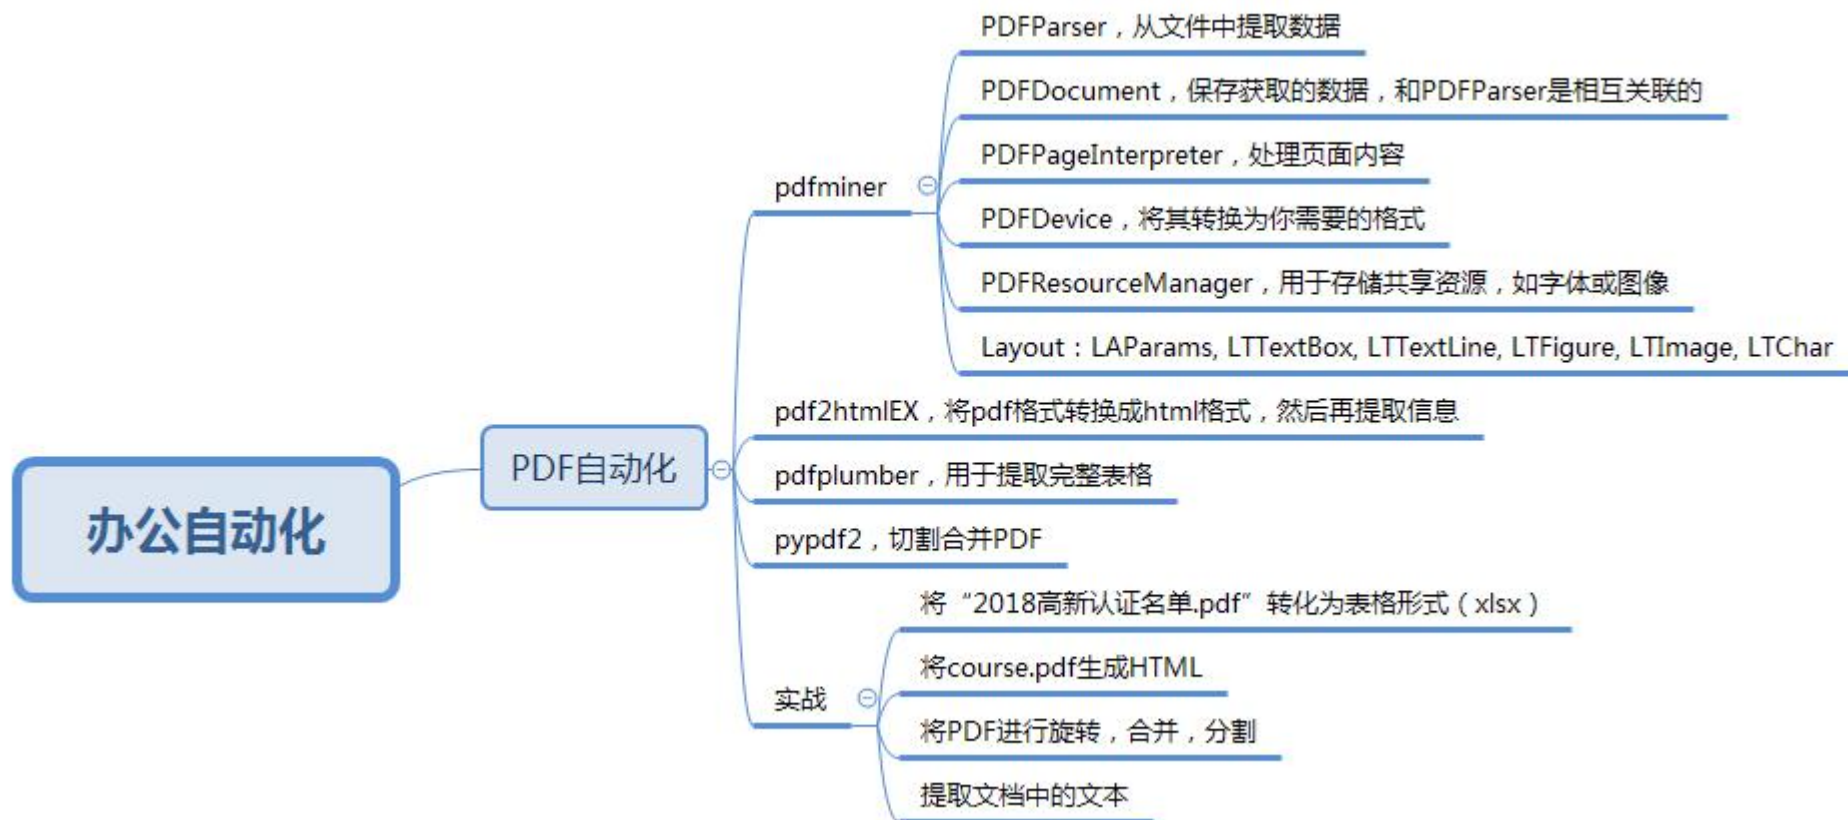 办公自动化
PDF自动化
pdfminer
PDFParser，从文件中提取数据
PDFDocument，保存获取的数据，和PDFParser是相互关联的
PDFPageInterpreter，处理页面内容
PDFDevice，将其转换为你需要的格式
PDFResourceManager，用于存储共享资源，如字体或图像
Layout：LAParams, LTTextBox, LTTextLine, LTFigure, LTImage, LTChar
pdf2htmlEX，将pdf格式转换成html格式，然后再提取信息
pdfplumber，用于提取完整表格
pypdf2，切割合并PDF
实战
将“2018高新认证名单.pdf”转化为表格形式（xlsx）
将course.pdf生成HTML
将PDF进行旋转，合并，分割
提取文档中的文本